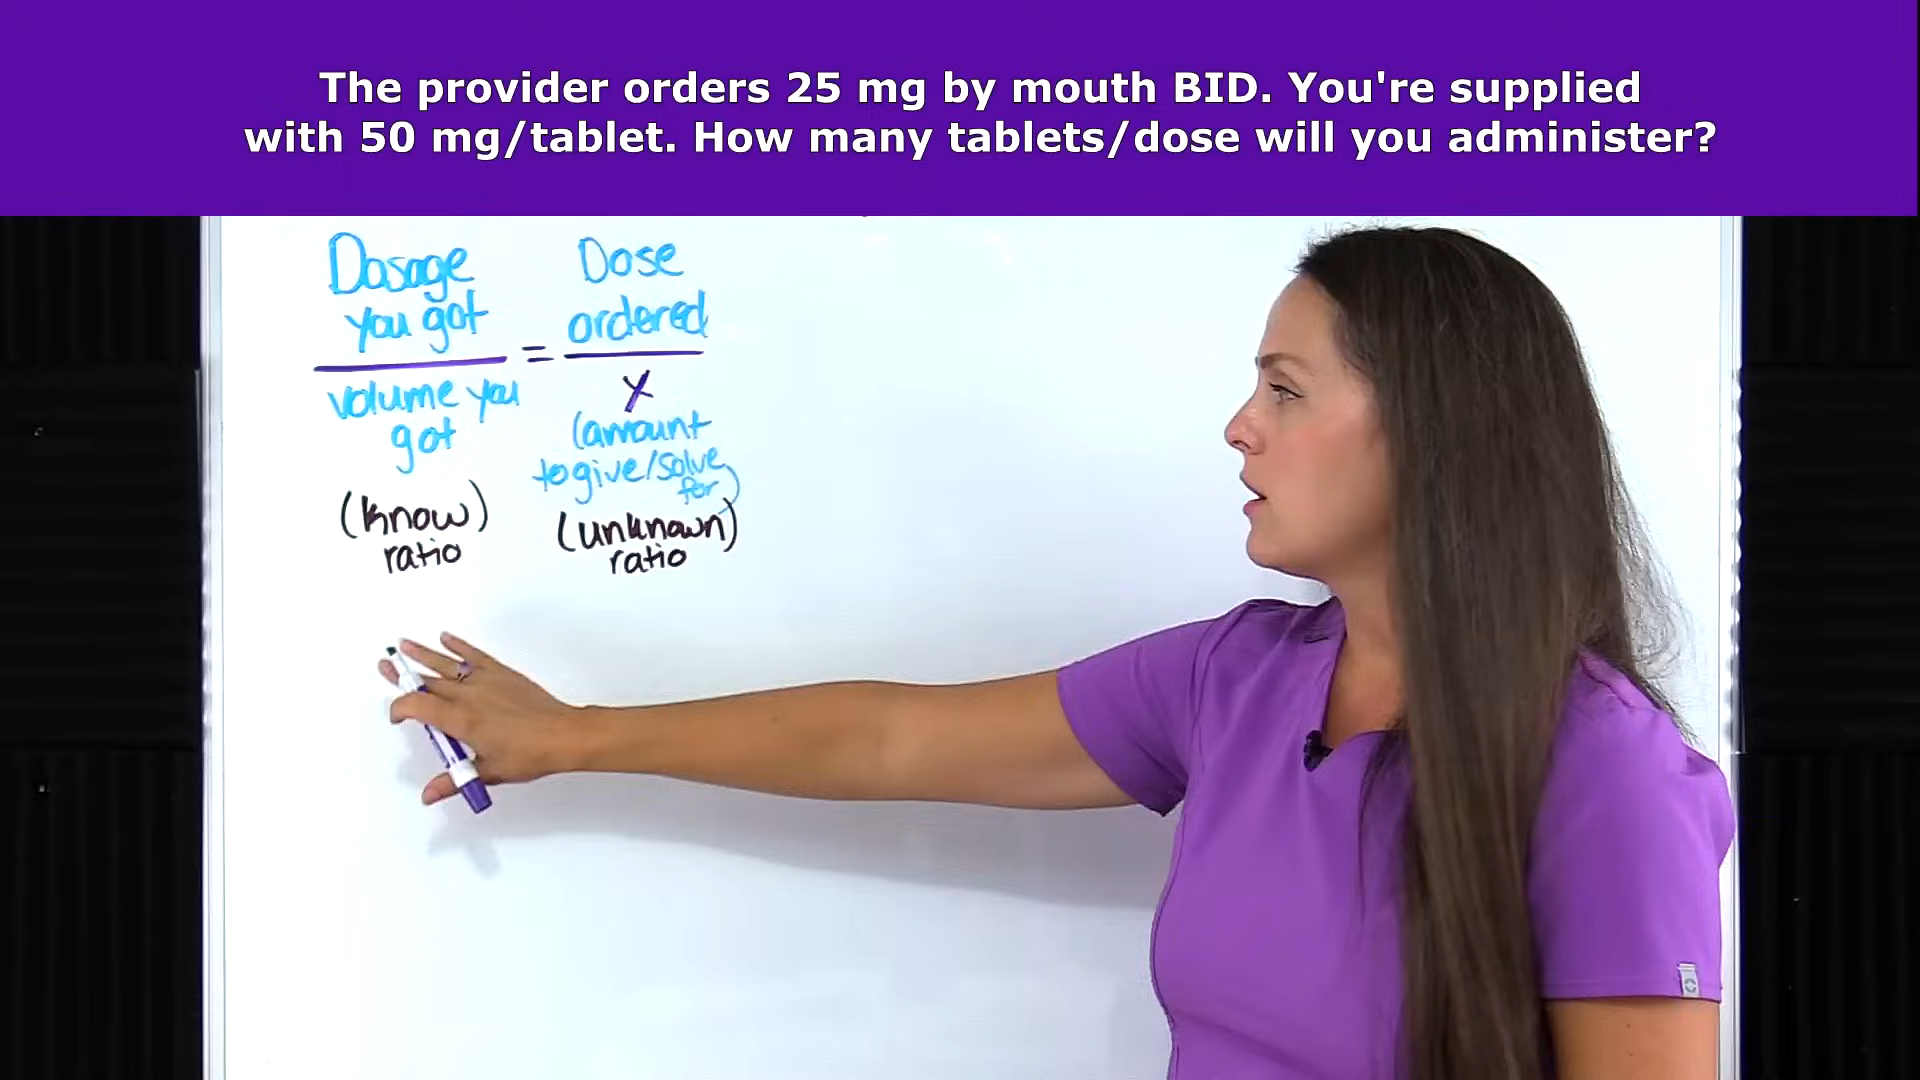 The provider orders 25 mg by mouth BID. You're supplied
with 50 mg/tablet. How many tablets/dose will you administer?
Dosage
you got
volume you
got
(know)
ratio
=
Dose
ordered
X
(amount
to give/solve
for)
(unknown)
ratio